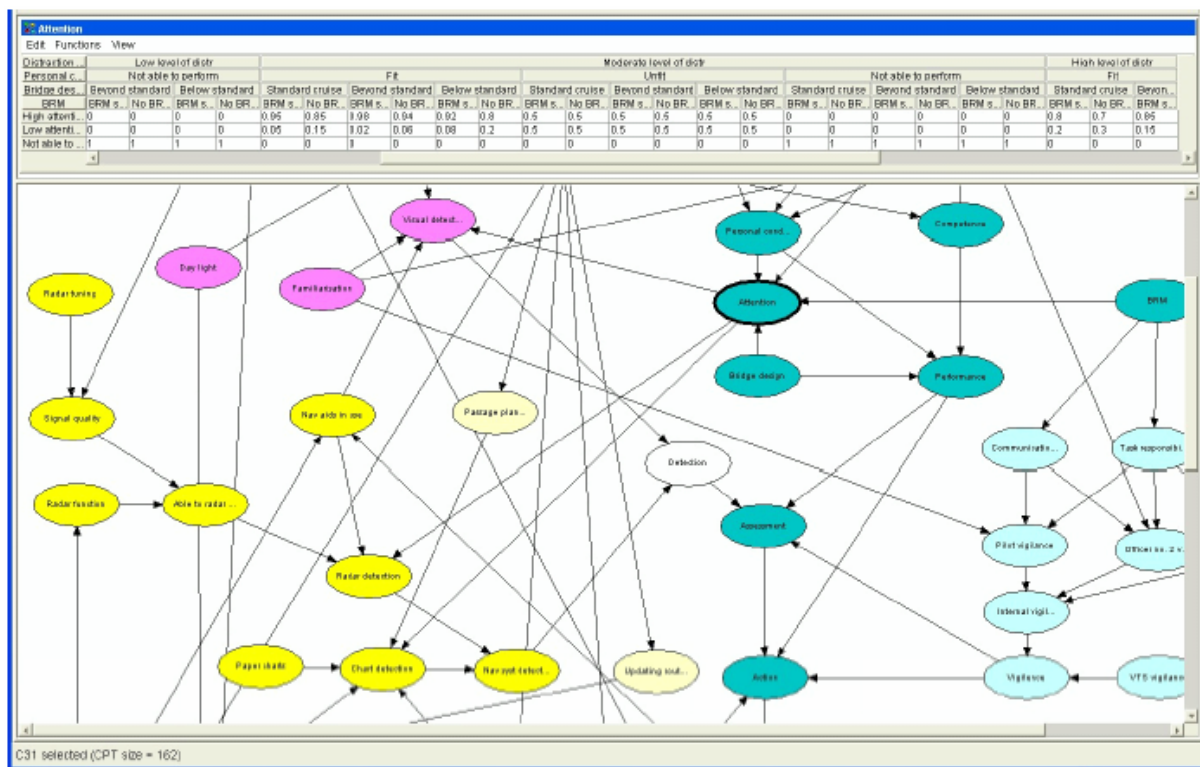 Attention
Edit Functions View
Distraction ... Low level of distr Moderate level of distr High level of distr
Personal c... Not able to perform Fit Unfit Not able to perform Fit
Bridge des... Beyond standard Below standard Standard cruise Beyond standard Below standard Standard cruise Beyond standard Below standard Standard cruise Beyond standard Below standard Standard cruise Beyon...
BRM BRM s... No BR... BRM s... No BR... BRM s... No BR... BRM s... No BR... BRM s... No BR... BRM s... No BR... BRM s... No BR... BRM s... No BR... BRM s... No BR... BRM s... No BR... BRM s... No BR... BRM s... No BR... BRM s...
High attenti... 0 0 0 0 0.95 0.85 0.98 0.94 0.92 0.8 0.5 0.5 0.5 0.5 0.5 0.5 0 0 0 0 0 0 0.8 0.7 0.85
Low attenti... 0 0 0 0 0.05 0.15 0.02 0.06 0.08 0.2 0.5 0.5 0.5 0.5 0.5 0.5 0 0 0 0 0 0 0.2 0.3 0.15
Not able to ... 1 1 1 1 0 0 0 0 0 0 0 0 0 0 0 0 1 1 1 1 1 1 0 0 0
Virtual detect...
Personal cond...
Competence
Day light
Familiarisation
Radar tuning
Attention
BRM
Bridge design
Performance
Signal quality
Nav aids in use
Passage plan...
Communicatio...
Task responsibi...
Detection
Radar function
Able to radar ...
Assessment
Pilot vigilance
Officer no. 2 v...
Radar detection
Internal vigil...
Paper charts
Chart detection
Nav syst detect...
Updating rout...
Action
Vigilance
VTS vigilance
C31 selected (CPT size = 162)